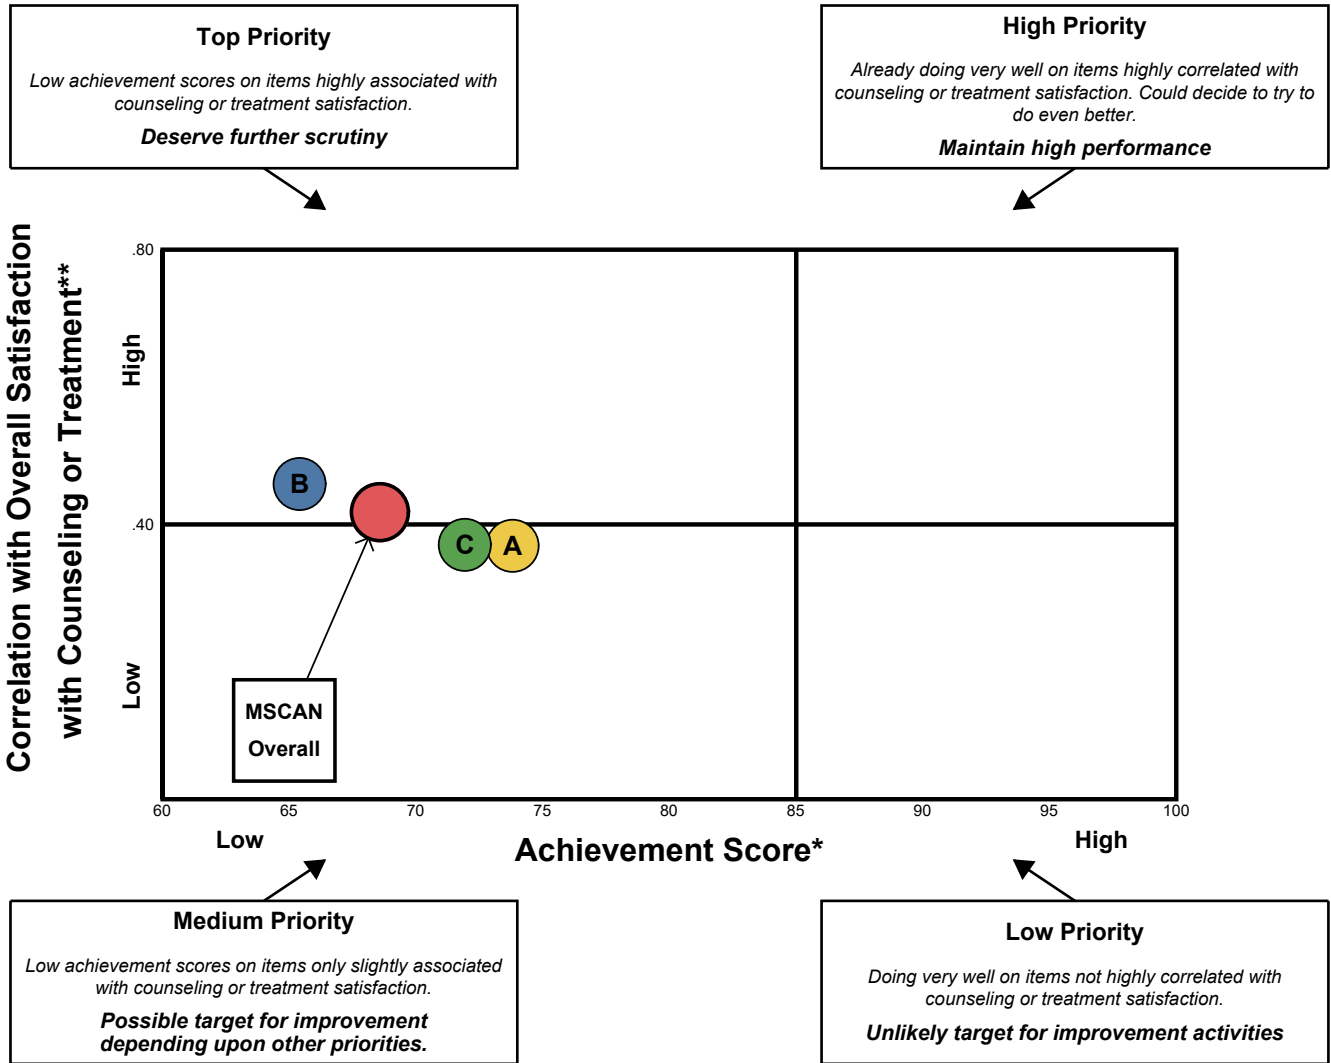 Top Priority
Low achievement scores on items highly associated with
counseling or treatment satisfaction.
Deserve further scrutiny
High Priority
Already doing very well on items highly correlated with
counseling or treatment satisfaction. Could decide to try to
do even better.
Maintain high performance
Correlation with Overall Satisfaction
with Counseling or Treatment**
.80
High
.40
Low
B
C
A
MSCAN
Overall
60
65
70
75
80
85
90
95
100
Low
Achievement Score*
High
Medium Priority
Low achievement scores on items only slightly associated
with counseling or treatment satisfaction.
Possible target for improvement
depending upon other priorities.
Low Priority
Doing very well on items not highly correlated with
counseling or treatment satisfaction.
Unlikely target for improvement activities